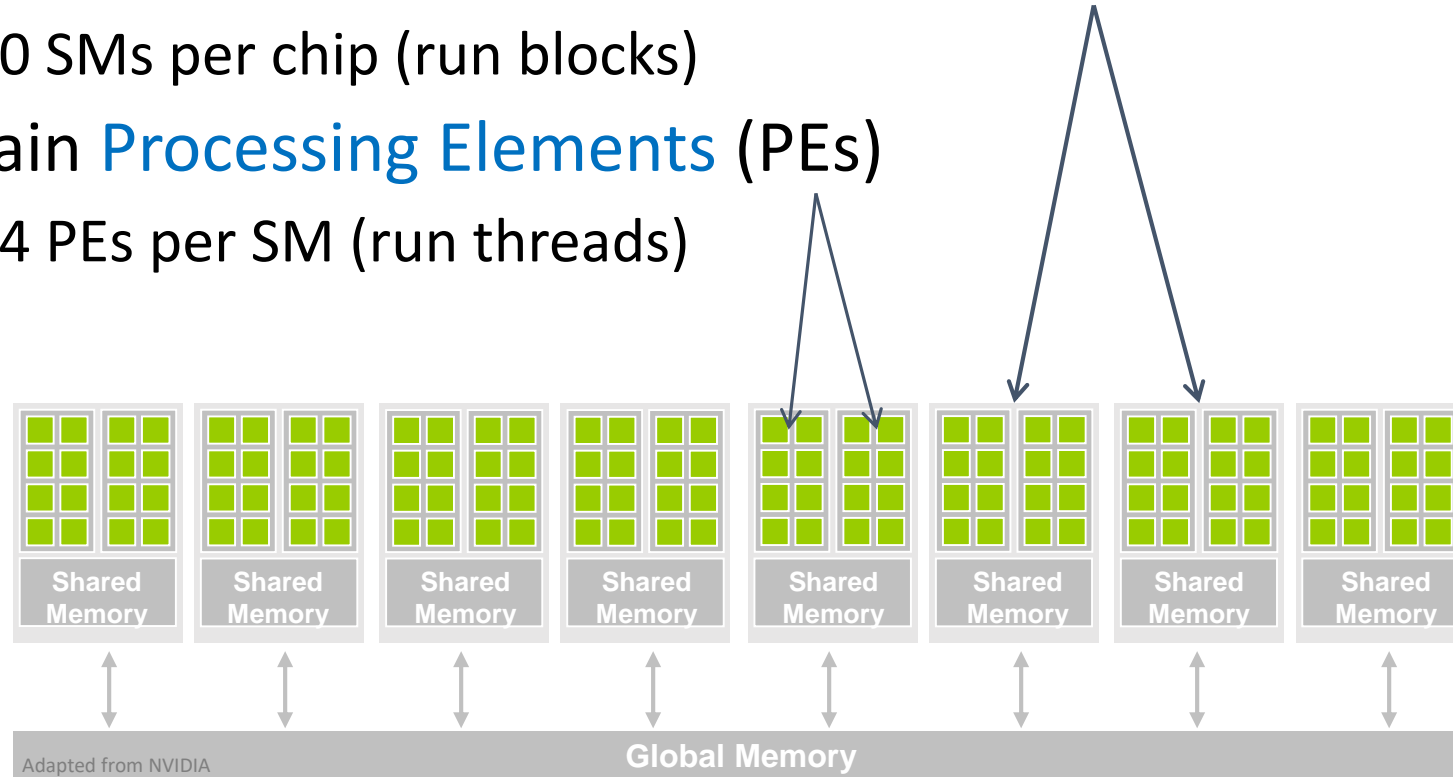 0 SMs per chip (run blocks)
ain Processing Elements (PEs)
4 PEs per SM (run threads)
Shared Memory
Shared Memory
Shared Memory
Shared Memory
Shared Memory
Shared Memory
Shared Memory
Shared Memory
Global Memory
Adapted from NVIDIA